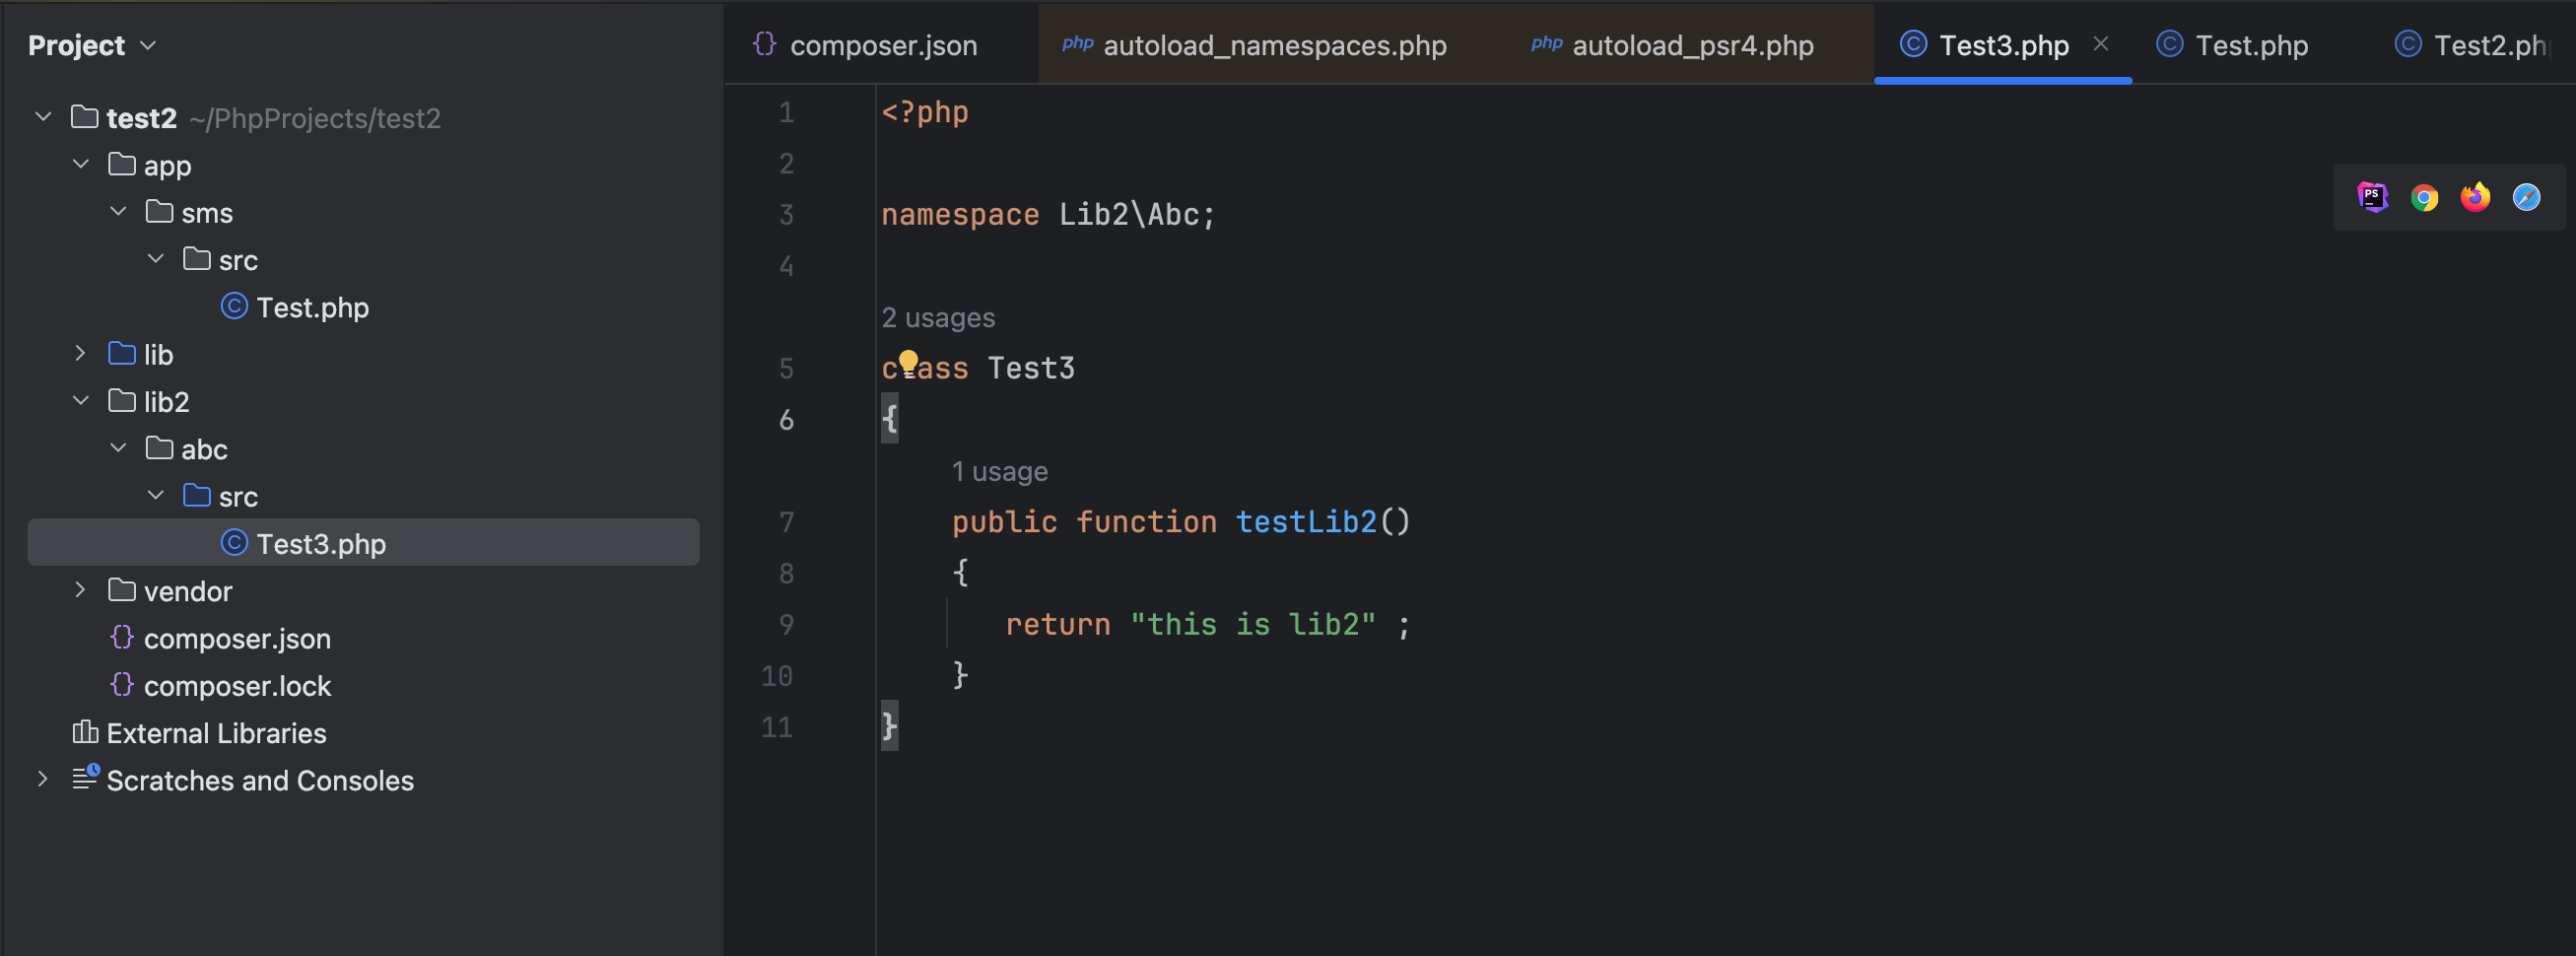 Project
test2 ~/PhpProjects/test2
app
sms
src
Test.php
lib
lib2
abc
src
Test3.php
vendor
composer.json
composer.lock
External Libraries
Scratches and Consoles
composer.json
php autoload_namespaces.php
php autoload_psr4.php
Test3.php
Test.php
Test2.ph
1 <?php
2
3 namespace Lib2\Abc;
4
2 usages
5 class Test3
6 {
1 usage
7 public function testLib2()
8 {
9 return "this is lib2" ;
10 }
11 }
PS